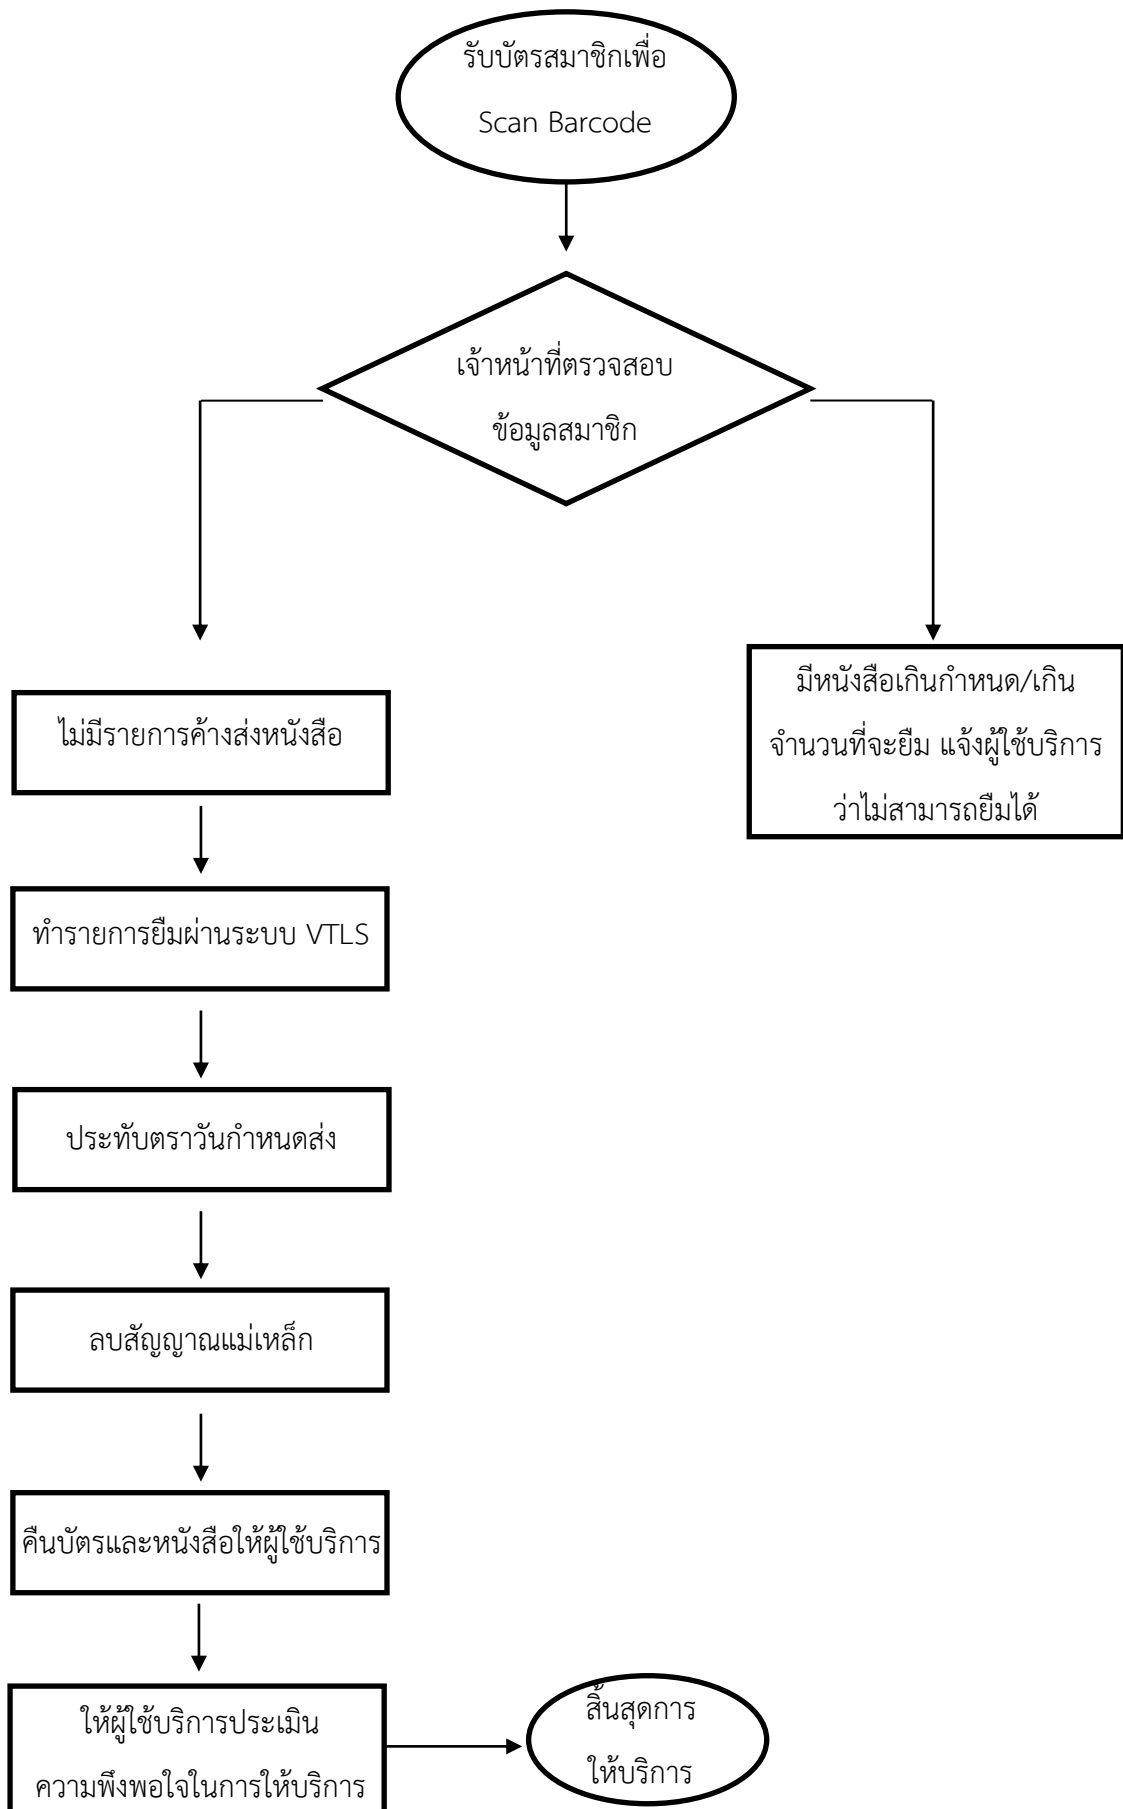 รับบัตรสมาชิกเพื่อ
Scan Barcode
เจ้าหน้าที่ตรวจสอบ
ข้อมูลสมาชิก
มีหนังสือเกินกำหนด/เกิน
จำนวนที่จะยืม แจ้งผู้ใช้บริการ
ว่าไม่สามารถยืมได้
ไม่มีรายการค้างส่งหนังสือ
ทำรายการยืมผ่านระบบ VTLS
ประทับตราวันกำหนดส่ง
ลบสัญญาณแม่เหล็ก
คืนบัตรและหนังสือให้ผู้ใช้บริการ
ให้ผู้ใช้บริการประเมิน
ความพึงพอใจในการให้บริการ
สิ้นสุดการ
ให้บริการ